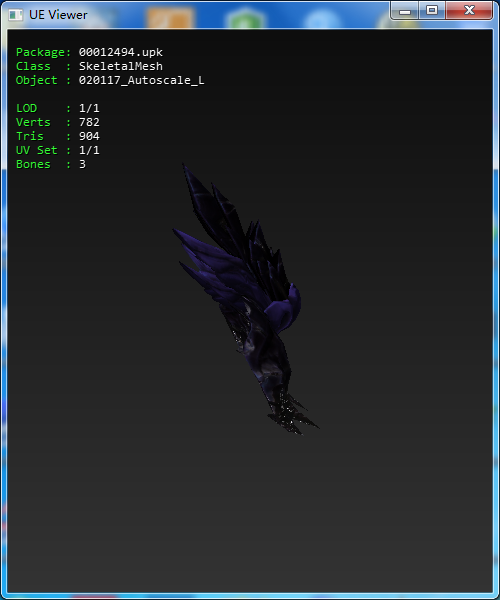 UE Viewer
Package: 00012494.upk
Class : SkeletalMesh
Object : 020117_Autoscale_L
LOD : 1/1
Verts : 782
Tris : 904
UV Set : 1/1
Bones : 3